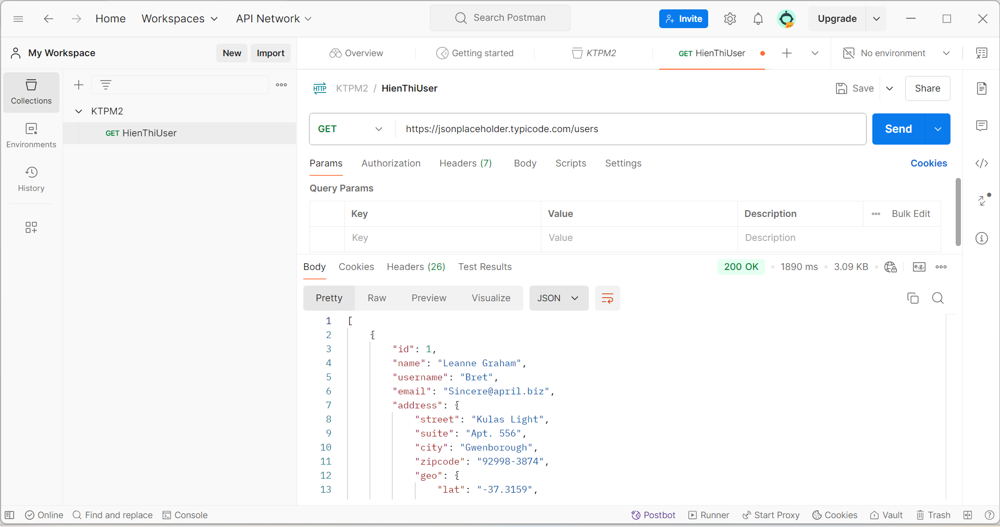 Home Workspaces API Network Search Postman Invite Upgrade
My Workspace New Import Overview Getting started KTPM2 GET HienThiUser No environment
Collections
Environments
History
KTPM2
GET HienThiUser
HTTP KTPM2 / HienThiUser Save Share
GET https://jsonplaceholder.typicode.com/users Send
Params Authorization Headers (7) Body Scripts Settings Cookies
Query Params
Key Value Description Bulk Edit
Key Value Description
Body Cookies Headers (26) Test Results 200 OK 1890 ms 3.09 KB e.g.
Pretty Raw Preview Visualize JSON
1 [
2 {
3 "id": 1,
4 "name": "Leanne Graham",
5 "username": "Bret",
6 "email": "Sincere@april.biz",
7 "address": {
8 "street": "Kulas Light",
9 "suite": "Apt. 556",
10 "city": "Gwenborough",
11 "zipcode": "92998-3874",
12 "geo": {
13 "lat": "-37.3159",
Online Find and replace Console Postbot Runner Start Proxy Cookies Vault Trash